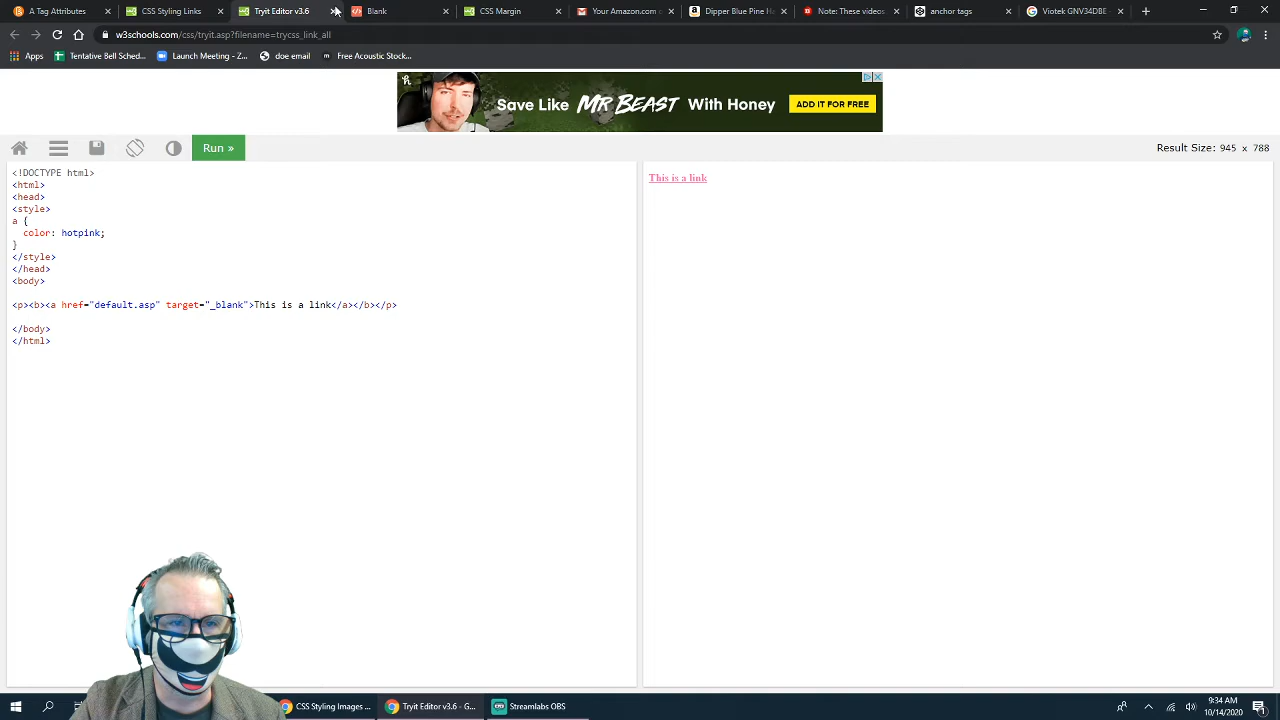 A Tag Attributes
CSS Styling Links
Tryit Editor v3.6
Blank
CSS Margin
Your Amazon.com
Dipper Blue Pine Ne
Note: These videos
anchor tags
Vissani GNV34DBE
w3schools.com/css/tryit.asp?filename=trycss_link_all
Apps
Tentative Bell Sched...
Launch Meeting - Z...
doe email
Free Acoustic Stock...
Save Like MR BEAST With Honey
ADD IT FOR FREE
Run »
Result Size: 945 x 788
<!DOCTYPE html>
<html>
<head>
<style>
a {
color: hotpink;
}
</style>
</head>
<body>
<p><b><a href="default.asp" target="_blank">This is a link</a></b></p>
</body>
</html>
This is a link
CSS Styling Images ...
Tryit Editor v3.6 - G...
Streamlabs OBS
9:34 AM
10/14/2020